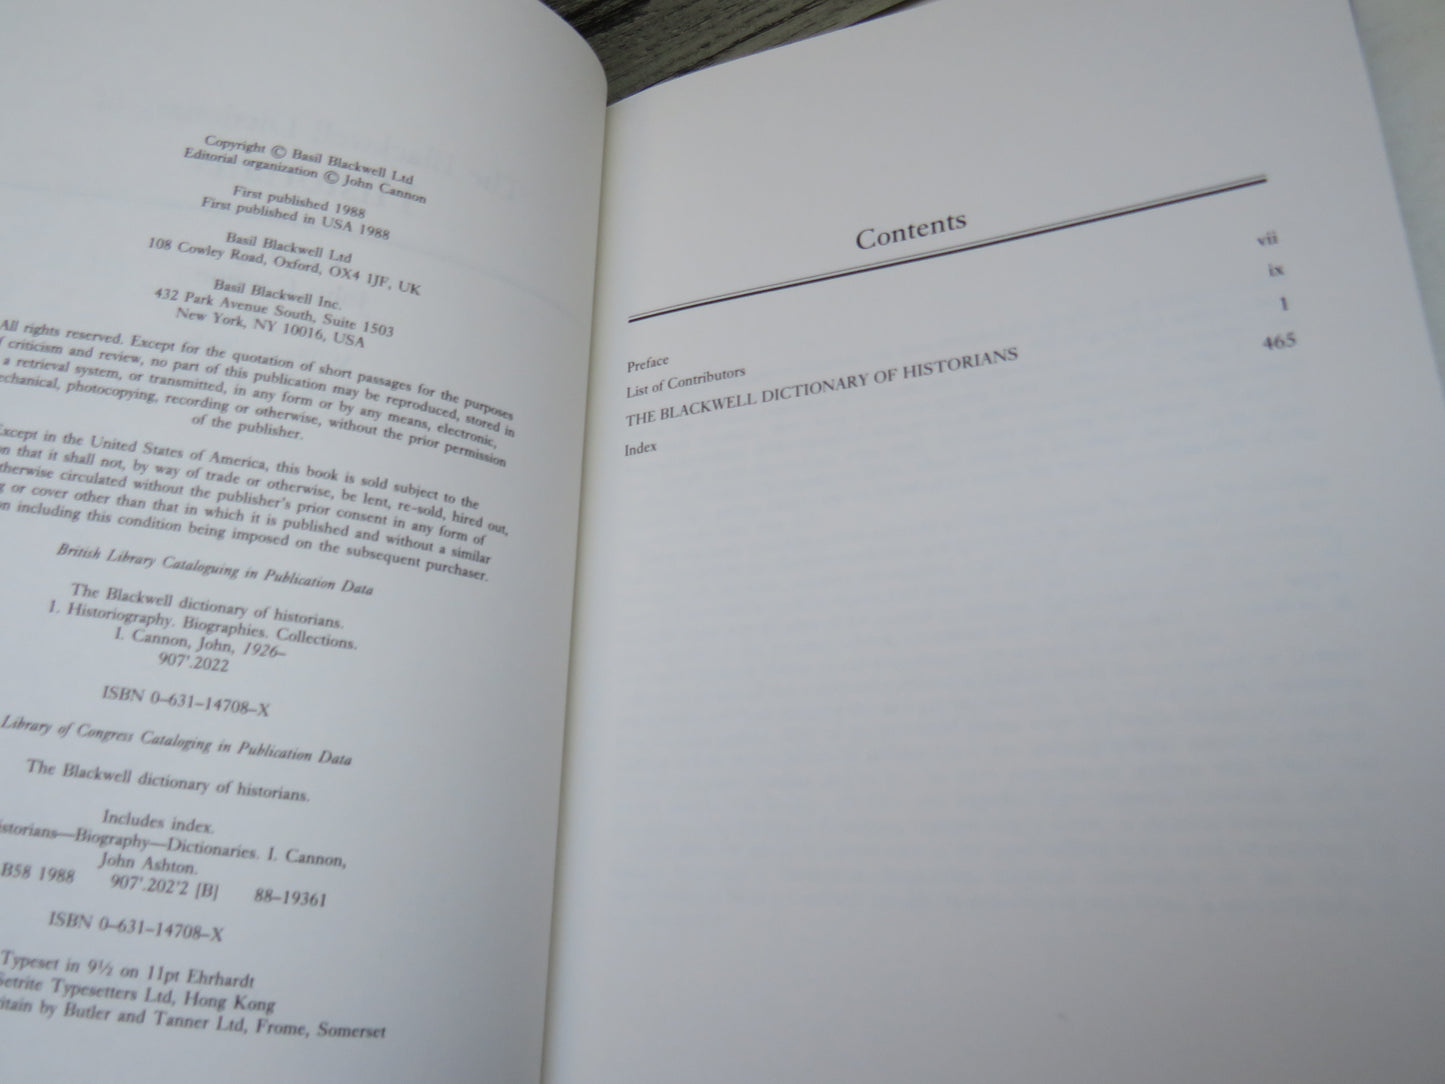 Copyright © Basil Blackwell Ltd
Editorial organization © John Cannon
First published 1988
First published in USA 1988
Basil Blackwell Ltd
108 Cowley Road, Oxford, OX4 1JF, UK
Basil Blackwell Inc.
432 Park Avenue South, Suite 1503
New York, NY 10016, USA
All rights reserved. Except for the quotation of short passages for the purposes
criticism and review, no part of this publication may be reproduced, stored in
a retrieval system, or transmitted, in any form or by any means, electronic,
echanical, photocopying, recording or otherwise, without the prior permission
of the publisher.
Except in the United States of America, this book is sold subject to the
on that it shall not, by way of trade or otherwise, be lent, re-sold, hired out,
therwise circulated without the publisher's prior consent in any form of
g or cover other than that in which it is published and without a similar
on including this condition being imposed on the subsequent purchaser.
British Library Cataloguing in Publication Data
The Blackwell dictionary of historians.
1. Historiography. Biographies. Collections.
I. Cannon, John, 1926–
907'.2022
ISBN 0–631–14708–X
Library of Congress Cataloging in Publication Data
The Blackwell dictionary of historians.
Includes index.
istorians—Biography—Dictionaries. I. Cannon,
John Ashton.
B58 1988 907'.202'2 [B] 88–19361
ISBN 0–631–14708–X
Typeset in 9½ on 11pt Ehrhardt
Setrite Typesetters Ltd, Hong Kong
itain by Butler and Tanner Ltd, Frome, Somerset
Contents
Preface vii
List of Contributors ix
THE BLACKWELL DICTIONARY OF HISTORIANS 1
Index 465